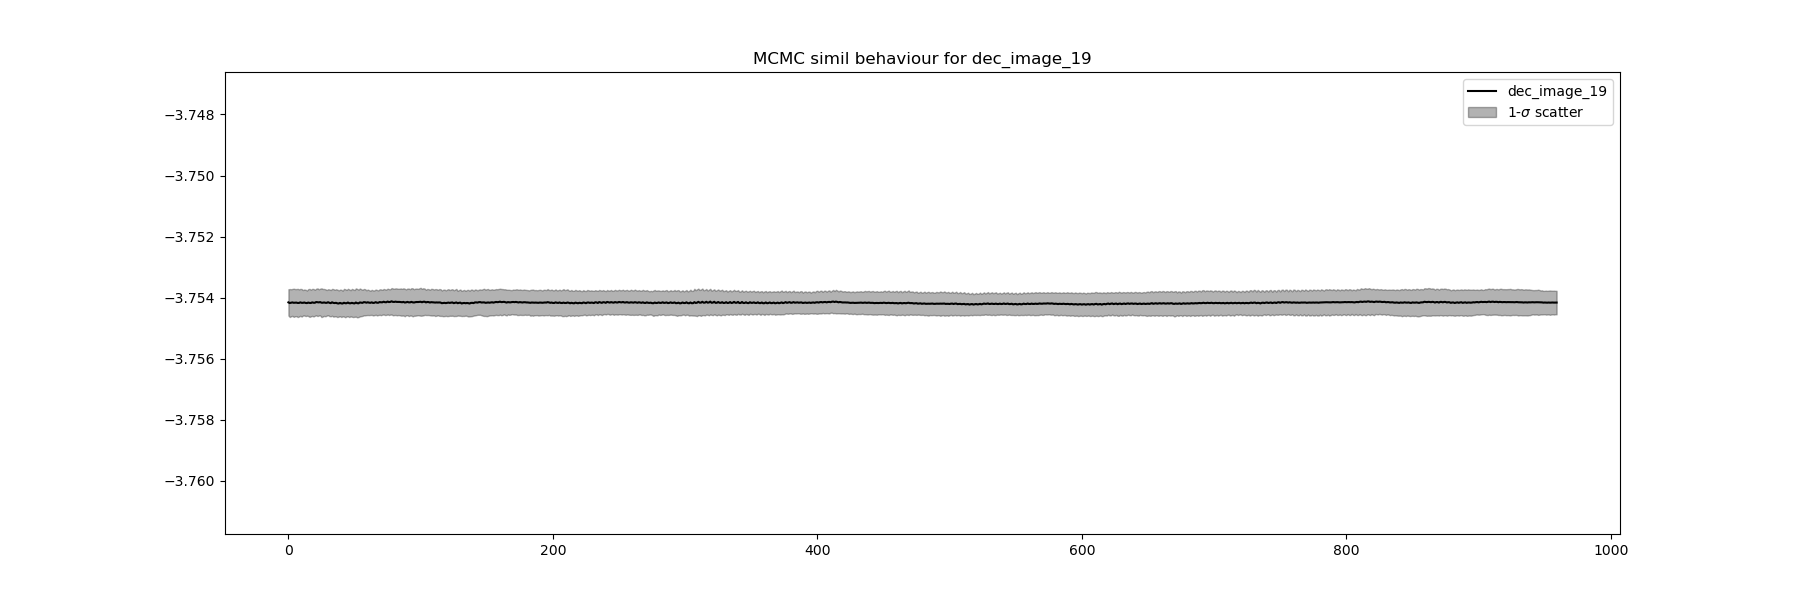 MCMC simil behaviour for dec_image_19
dec_image_19
1-σ scatter
−3.748
−3.750
−3.752
−3.754
−3.756
−3.758
−3.760
0 200 400 600 800 1000